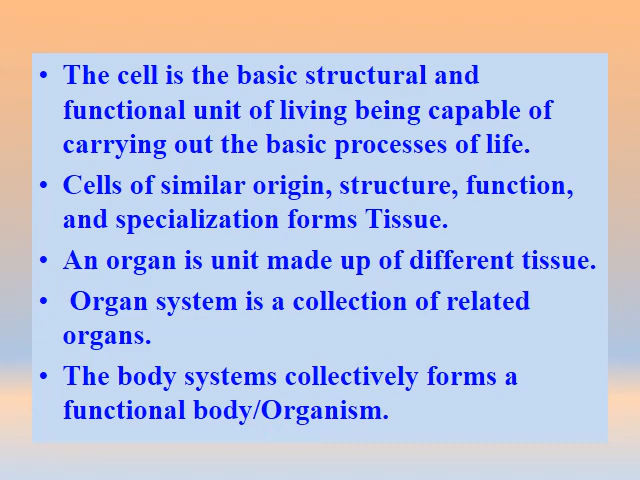 • The cell is the basic structural and
functional unit of living being capable of
carrying out the basic processes of life.
• Cells of similar origin, structure, function,
and specialization forms Tissue.
• An organ is unit made up of different tissue.
• Organ system is a collection of related
organs.
• The body systems collectively forms a
functional body/Organism.